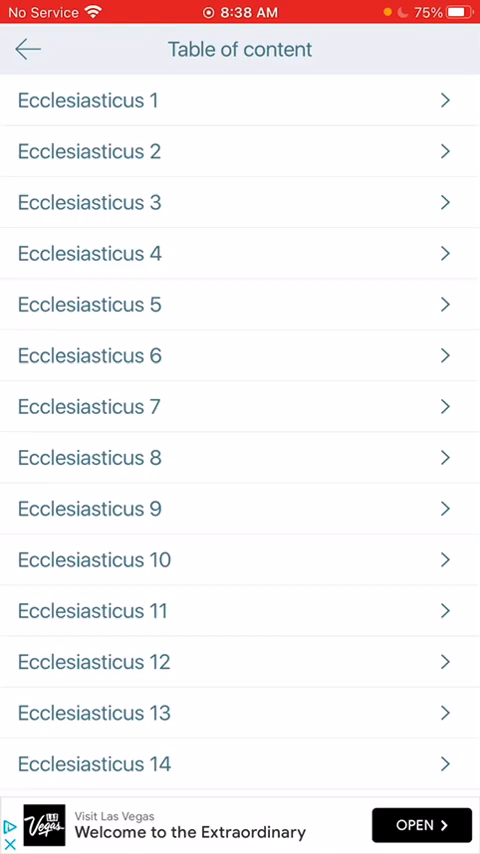 No Service 8:38 AM 75%
Table of content
Ecclesiasticus 1
Ecclesiasticus 2
Ecclesiasticus 3
Ecclesiasticus 4
Ecclesiasticus 5
Ecclesiasticus 6
Ecclesiasticus 7
Ecclesiasticus 8
Ecclesiasticus 9
Ecclesiasticus 10
Ecclesiasticus 11
Ecclesiasticus 12
Ecclesiasticus 13
Ecclesiasticus 14
LAS
Vegas
Visit Las Vegas
Welcome to the Extraordinary
OPEN